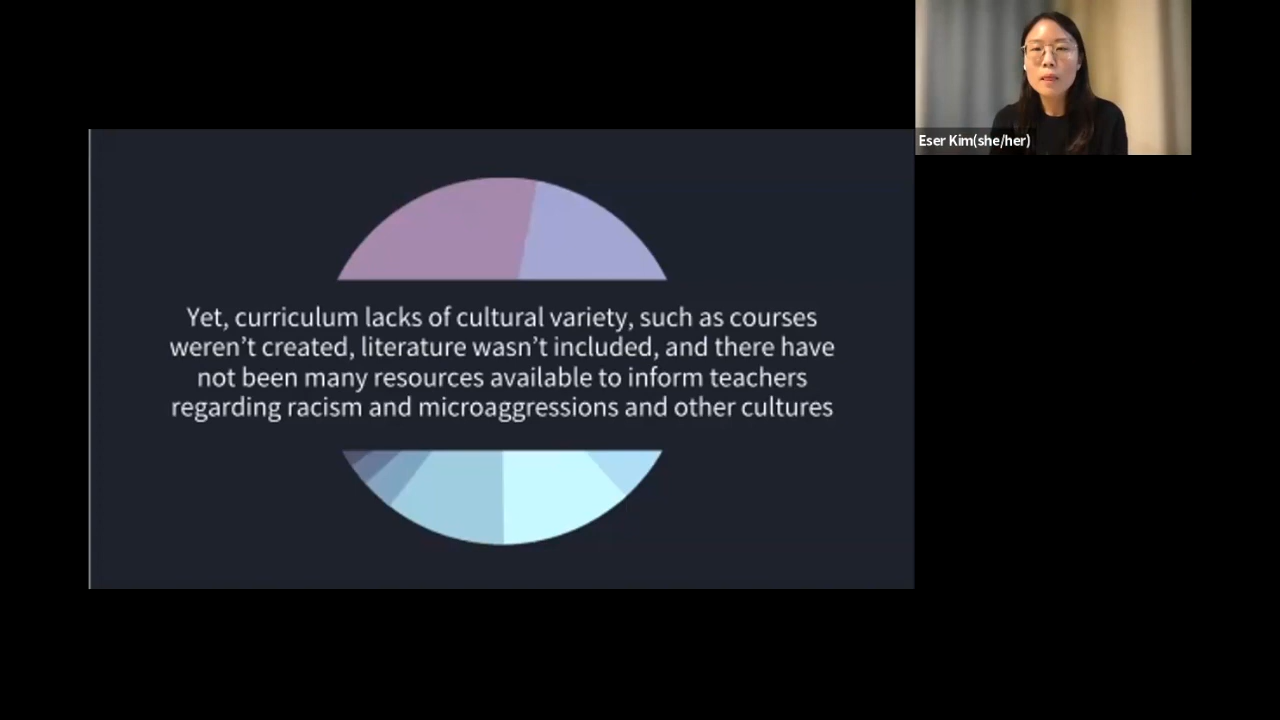 Eser Kim(she/her)
Yet, curriculum lacks of cultural variety, such as courses
weren’t created, literature wasn’t included, and there have
not been many resources available to inform teachers
regarding racism and microaggressions and other cultures